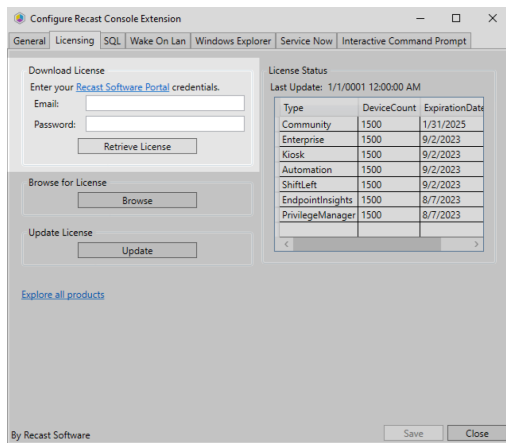 Configure Recast Console Extension
General Licensing SQL Wake On Lan Windows Explorer Service Now Interactive Command Prompt
Download License
Enter your Recast Software Portal credentials.
Email:
Password:
Retrieve License
Browse for License
Browse
Update License
Update
Explore all products
License Status
Last Update: 1/1/0001 12:00:00 AM
Type DeviceCount ExpirationDate
Community 1500 1/31/2025
Enterprise 1500 9/2/2023
Kiosk 1500 9/2/2023
Automation 1500 9/2/2023
ShiftLeft 1500 9/2/2023
EndpointInsights 1500 8/7/2023
PrivilegeManager 1500 8/7/2023
By Recast Software
Save Close